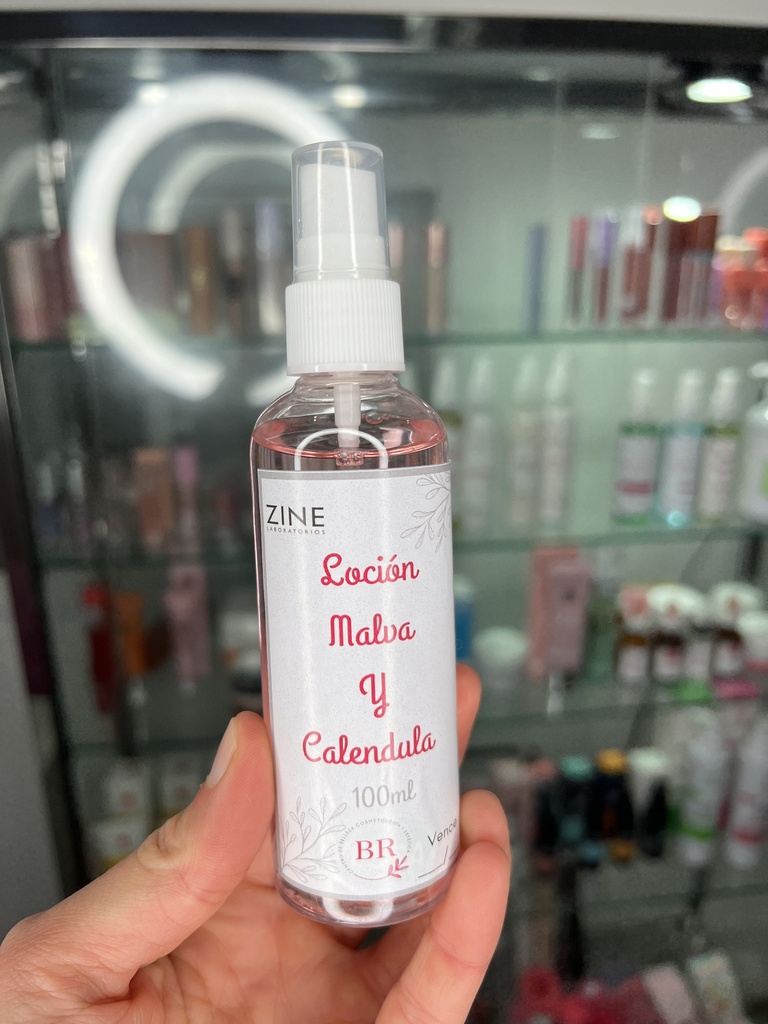 ZINE
LABORATORIOS
Loción
Malva
Y
Calendula
100ml
BR
Vence